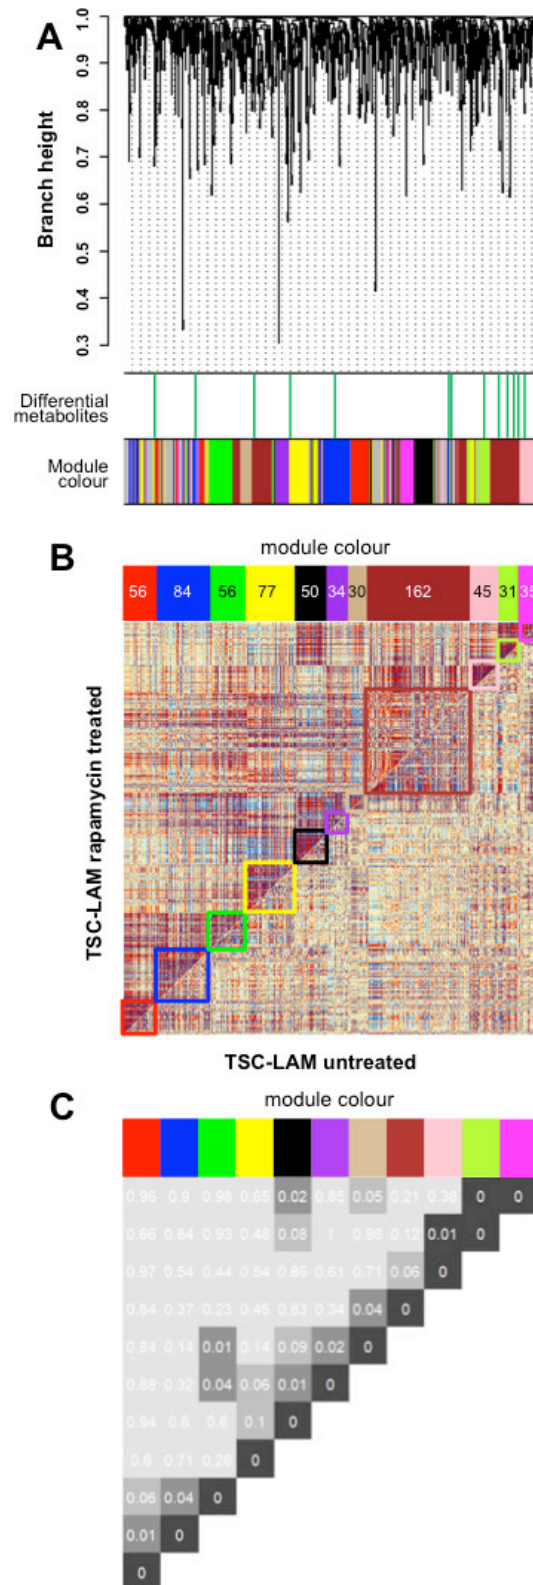 A
1.0
0.9
0.8
0.7
0.6
0.5
0.4
0.3
Branch height
Differential
metabolites
Module
colour
B
module colour
56 84 56 77 50 34 30 162 45 31 35
TSC-LAM rapamycin treated
TSC-LAM untreated
C
module colour
0.96 0.9 0.98 0.65 0.02 0.85 0.05 0.21 0.38 0 0
0.66 0.84 0.93 0.48 0.08 1 0.98 0.12 0.01 0
0.97 0.54 0.44 0.54 0.86 0.61 0.71 0.06 0
0.84 0.37 0.23 0.45 0.83 0.34 0.04 0
0.84 0.14 0.01 0.14 0.09 0.02 0
0.88 0.32 0.04 0.06 0.01 0
0.94 0.6 0.6 0.1 0
0.6 0.71 0.26 0
0.06 0.04 0
0.01 0
0